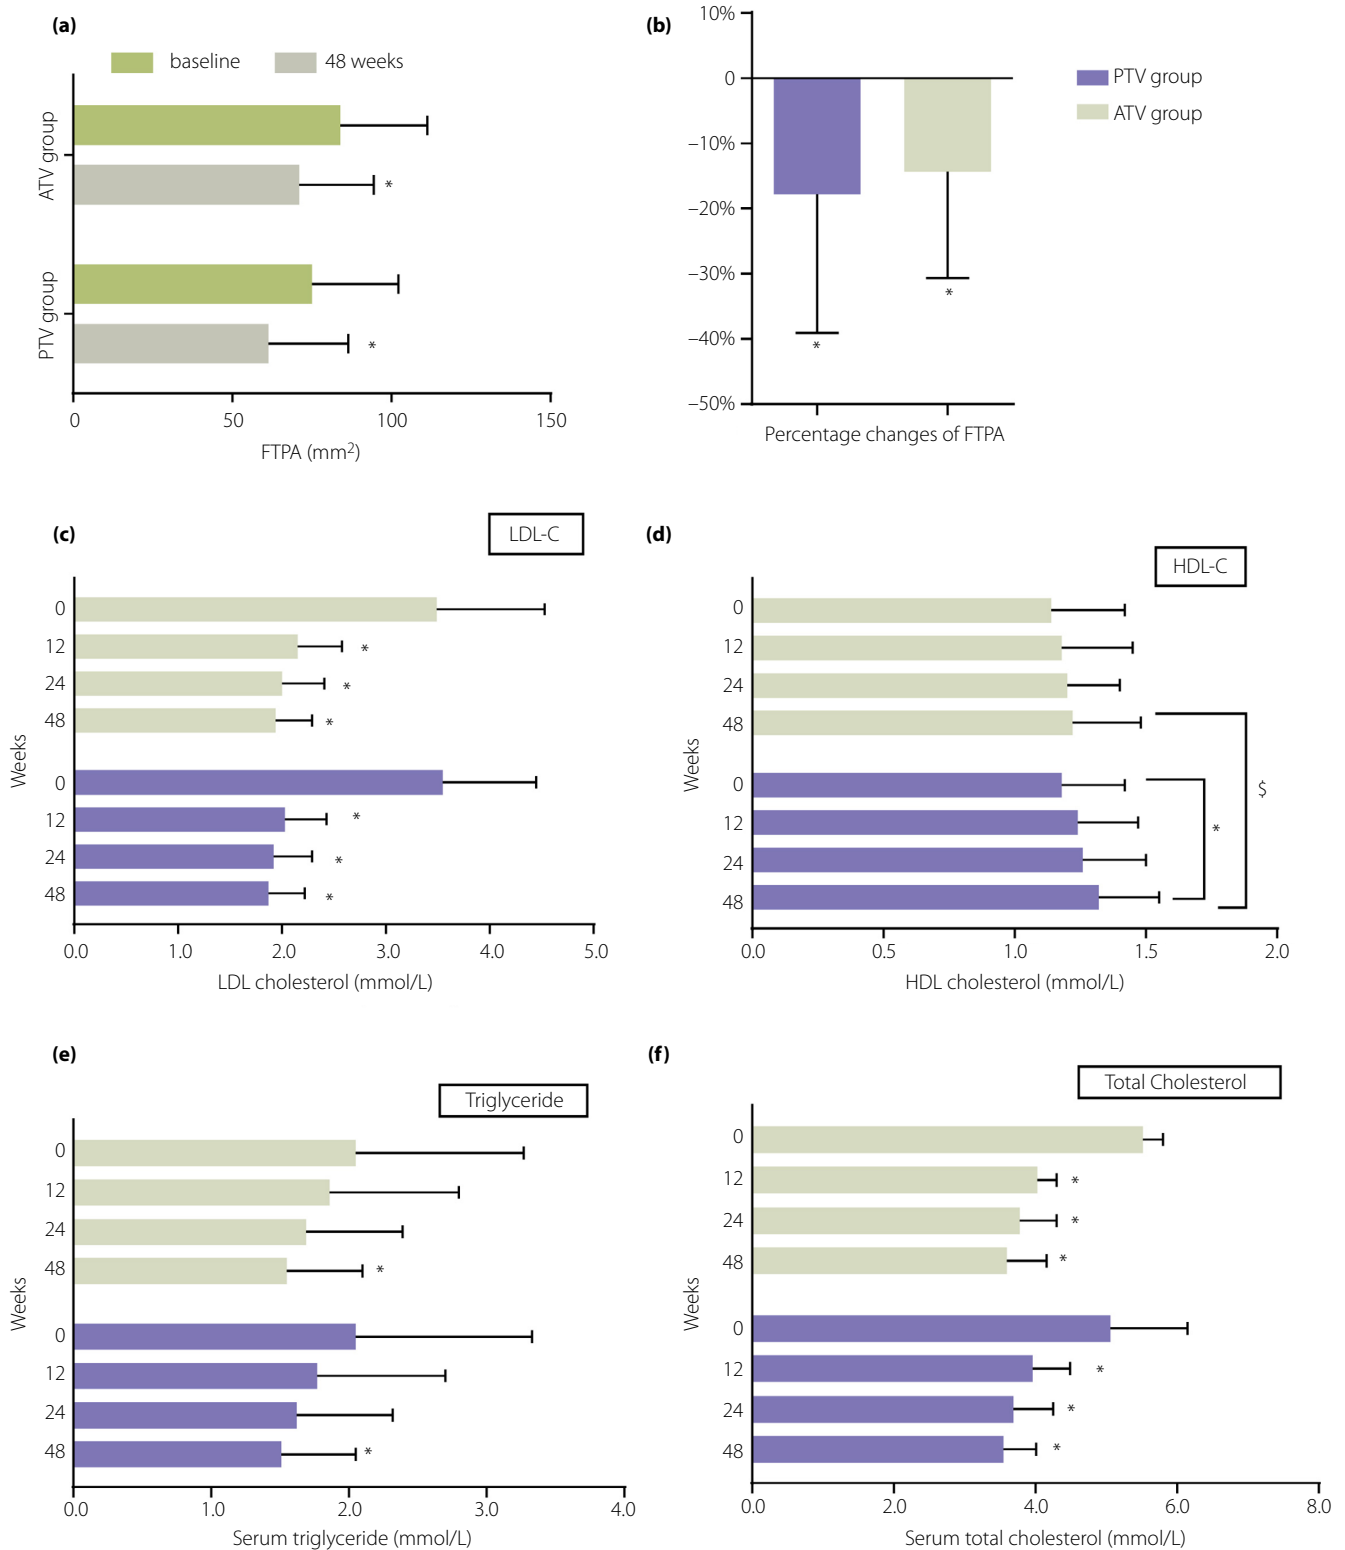 (a)
baseline
48 weeks
ATV group
*
PTV group
*
0 50 100 150
FTPA (mm2)
(b)
10%
0
–10%
–20%
–30%
–40%
–50%
*
*
Percentage changes of FTPA
PTV group
ATV group
(c)
LDL-C
Weeks
0
12 *
24 *
48 *
0
12 *
24 *
48 *
0.0 1.0 2.0 3.0 4.0 5.0
LDL cholesterol (mmol/L)
(d)
HDL-C
Weeks
0
12
24
48
0
12
24
48
*
$
0.0 0.5 1.0 1.5 2.0
HDL cholesterol (mmol/L)
(e)
Triglyceride
Weeks
0
12
24
48 *
0
12
24
48 *
0.0 1.0 2.0 3.0 4.0
Serum triglyceride (mmol/L)
(f)
Total Cholesterol
Weeks
0
12 *
24 *
48 *
0
12 *
24 *
48 *
0.0 2.0 4.0 6.0 8.0
Serum total cholesterol (mmol/L)